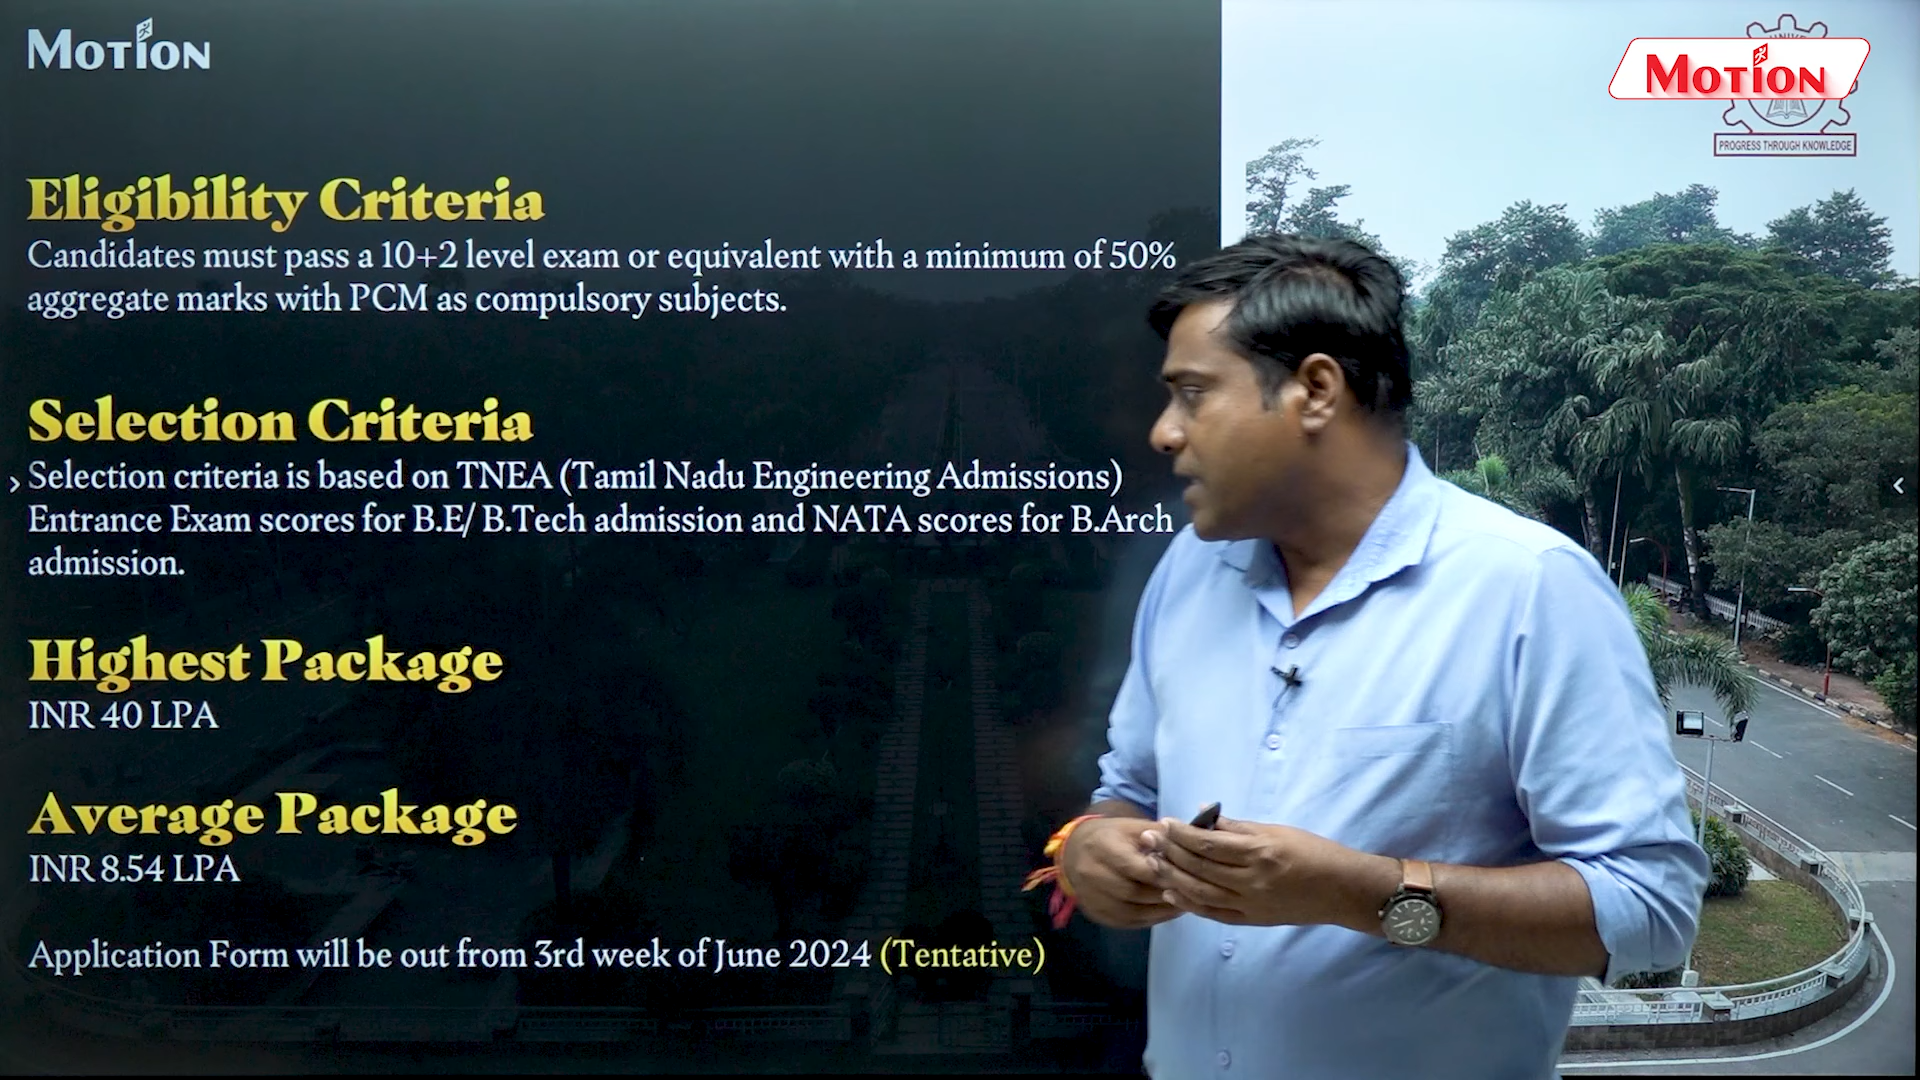 MOTION
MOTION
PROGRESS THROUGH KNOWLEDGE
Eligibility Criteria
Candidates must pass a 10+2 level exam or equivalent with a minimum of 50%
aggregate marks with PCM as compulsory subjects.
Selection Criteria
Selection criteria is based on TNEA (Tamil Nadu Engineering Admissions)
Entrance Exam scores for B.E/ B.Tech admission and NATA scores for B.Arch
admission.
Highest Package
INR 40 LPA
Average Package
INR 8.54 LPA
Application Form will be out from 3rd week of June 2024 (Tentative)